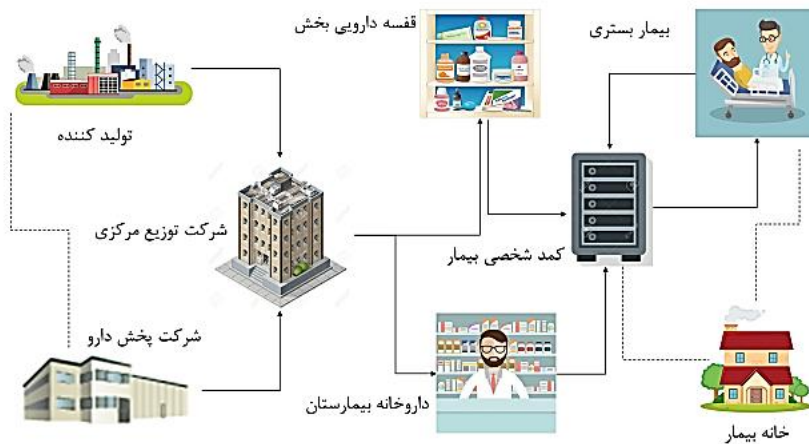 قفسه دارویی بخش
بیمار بستری
تولید کننده
شرکت توزیع مرکزی
کمد شخصی بیمار
شرکت پخش دارو
داروخانه بیمارستان
خانه بیمار